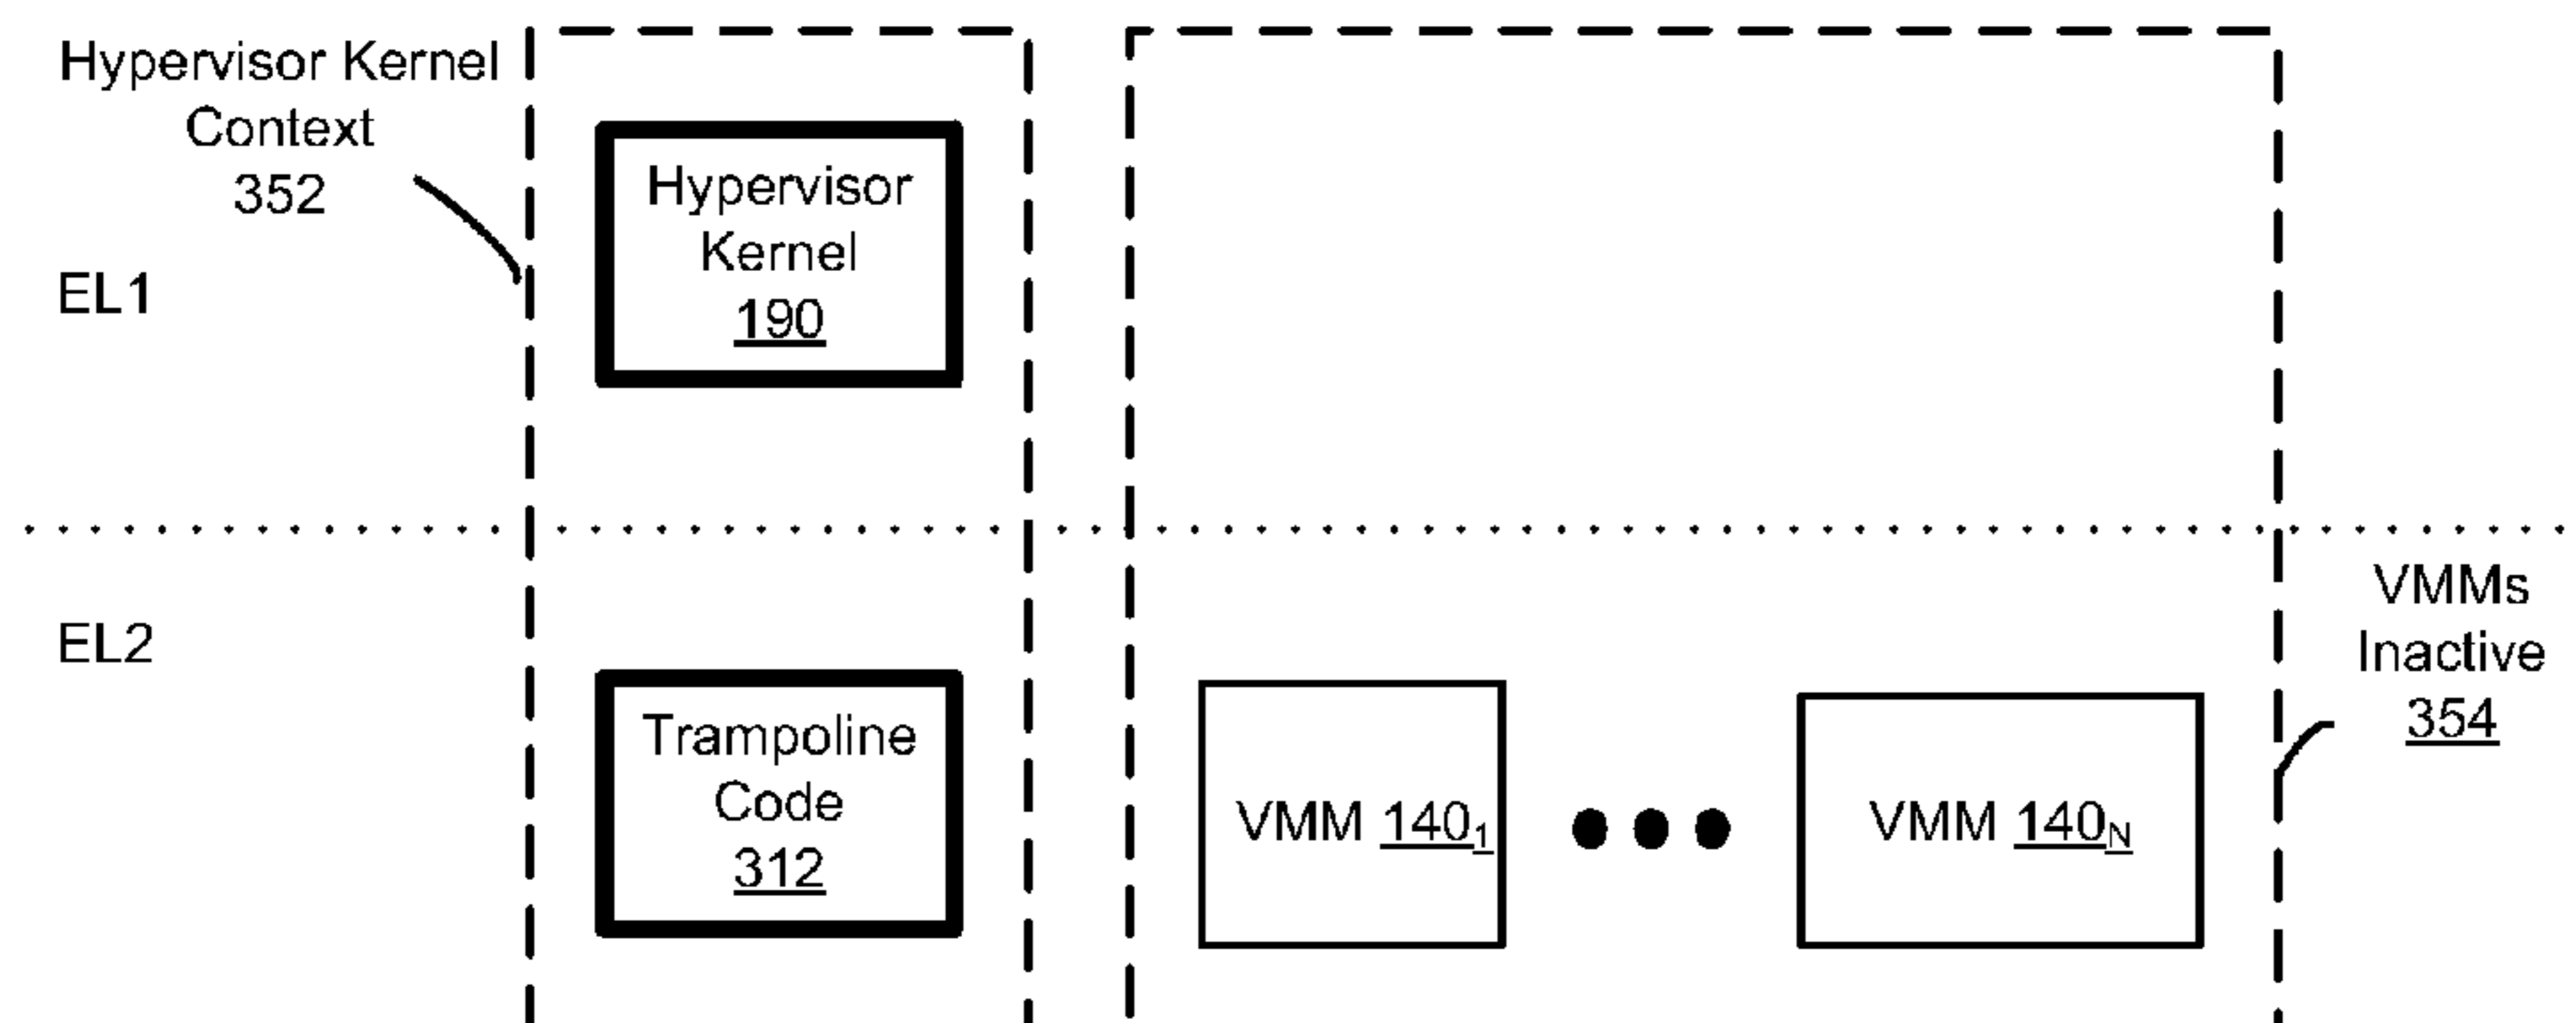 Hypervisor Kernel
Context
352
Hypervisor
Kernel
190
EL1
EL2
Trampoline
Code
312
VMM 140₁
VMM 140N
VMMs
Inactive
354